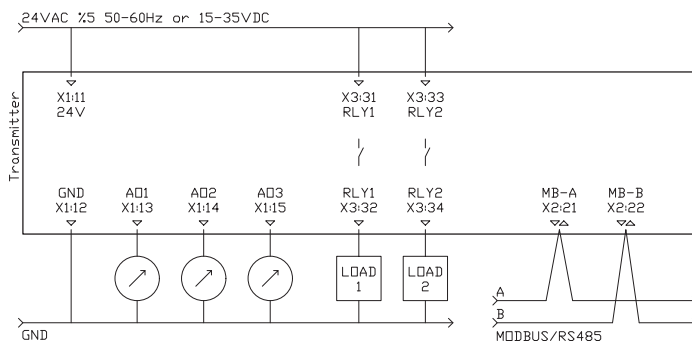 24VAC %5 50-60Hz or 15-35VDC
Transmitter
X1:11 X3:31 X3:33
24V RLY1 RLY2
GND AO1 AO2 AO3 RLY1 RLY2 MB-A MB-B
X1:12 X1:13 X1:14 X1:15 X3:32 X3:34 X2:21 X2:22
LOAD LOAD
1 2
A
B
GND MODBUS/RS485